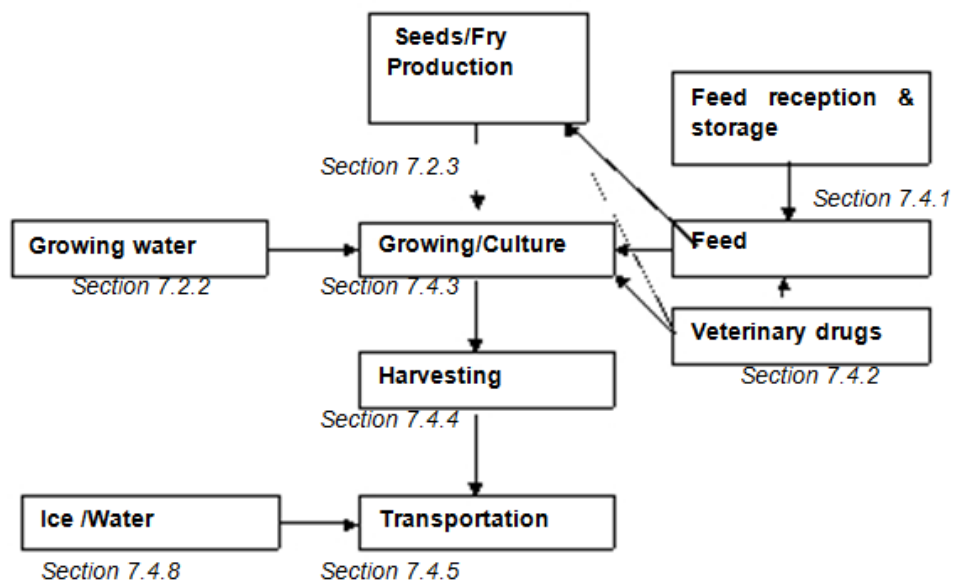 Seeds/Fry
Production
Feed reception &
storage
Section 7.2.3
Section 7.4.1
Growing water
Growing/Culture
Feed
Section 7.2.2
Section 7.4.3
Veterinary drugs
Section 7.4.2
Harvesting
Section 7.4.4
Ice /Water
Transportation
Section 7.4.8
Section 7.4.5